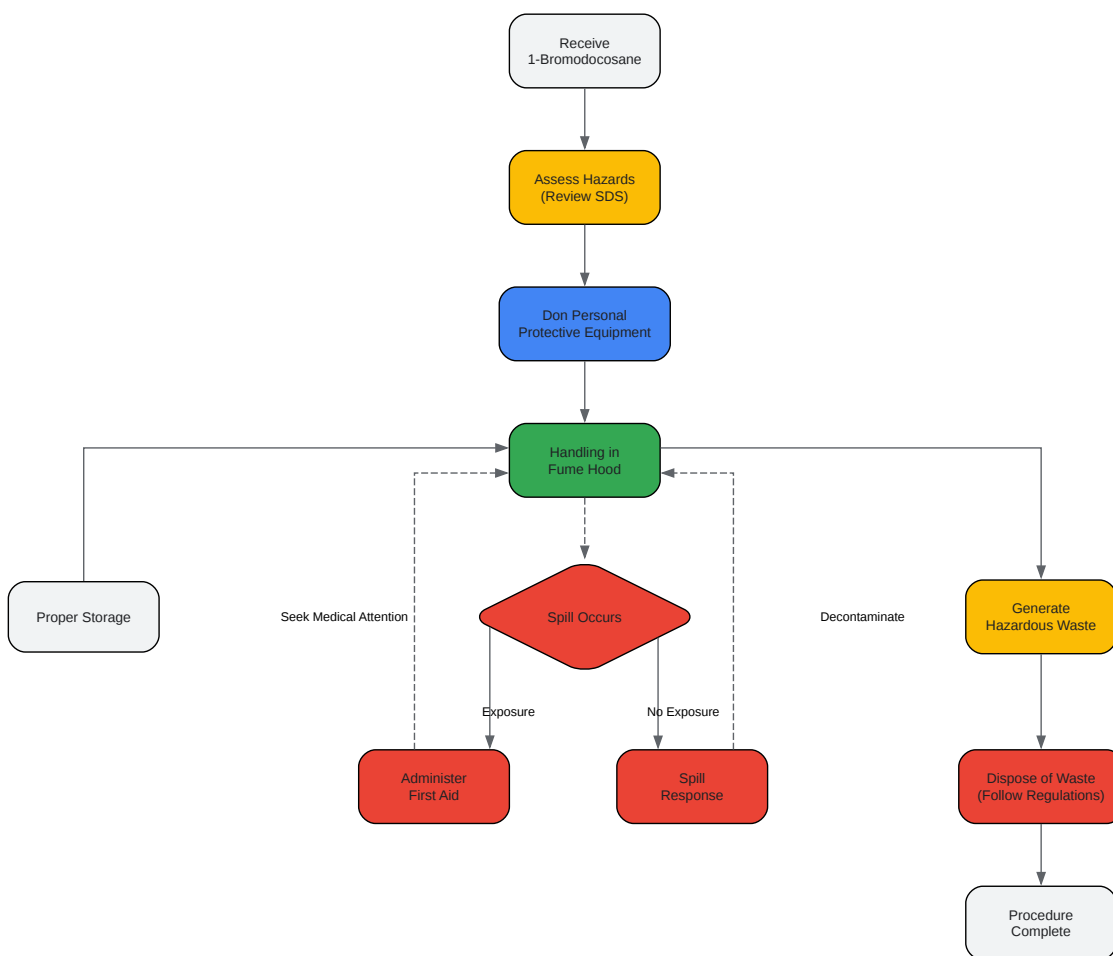 Receive
1-Bromodocosane
Assess Hazards
(Review SDS)
Don Personal
Protective Equipment
Handling in
Fume Hood
Proper Storage
Seek Medical Attention
Spill Occurs
Decontaminate
Generate
Hazardous Waste
Exposure
No Exposure
Administer
First Aid
Spill
Response
Dispose of Waste
(Follow Regulations)
Procedure
Complete